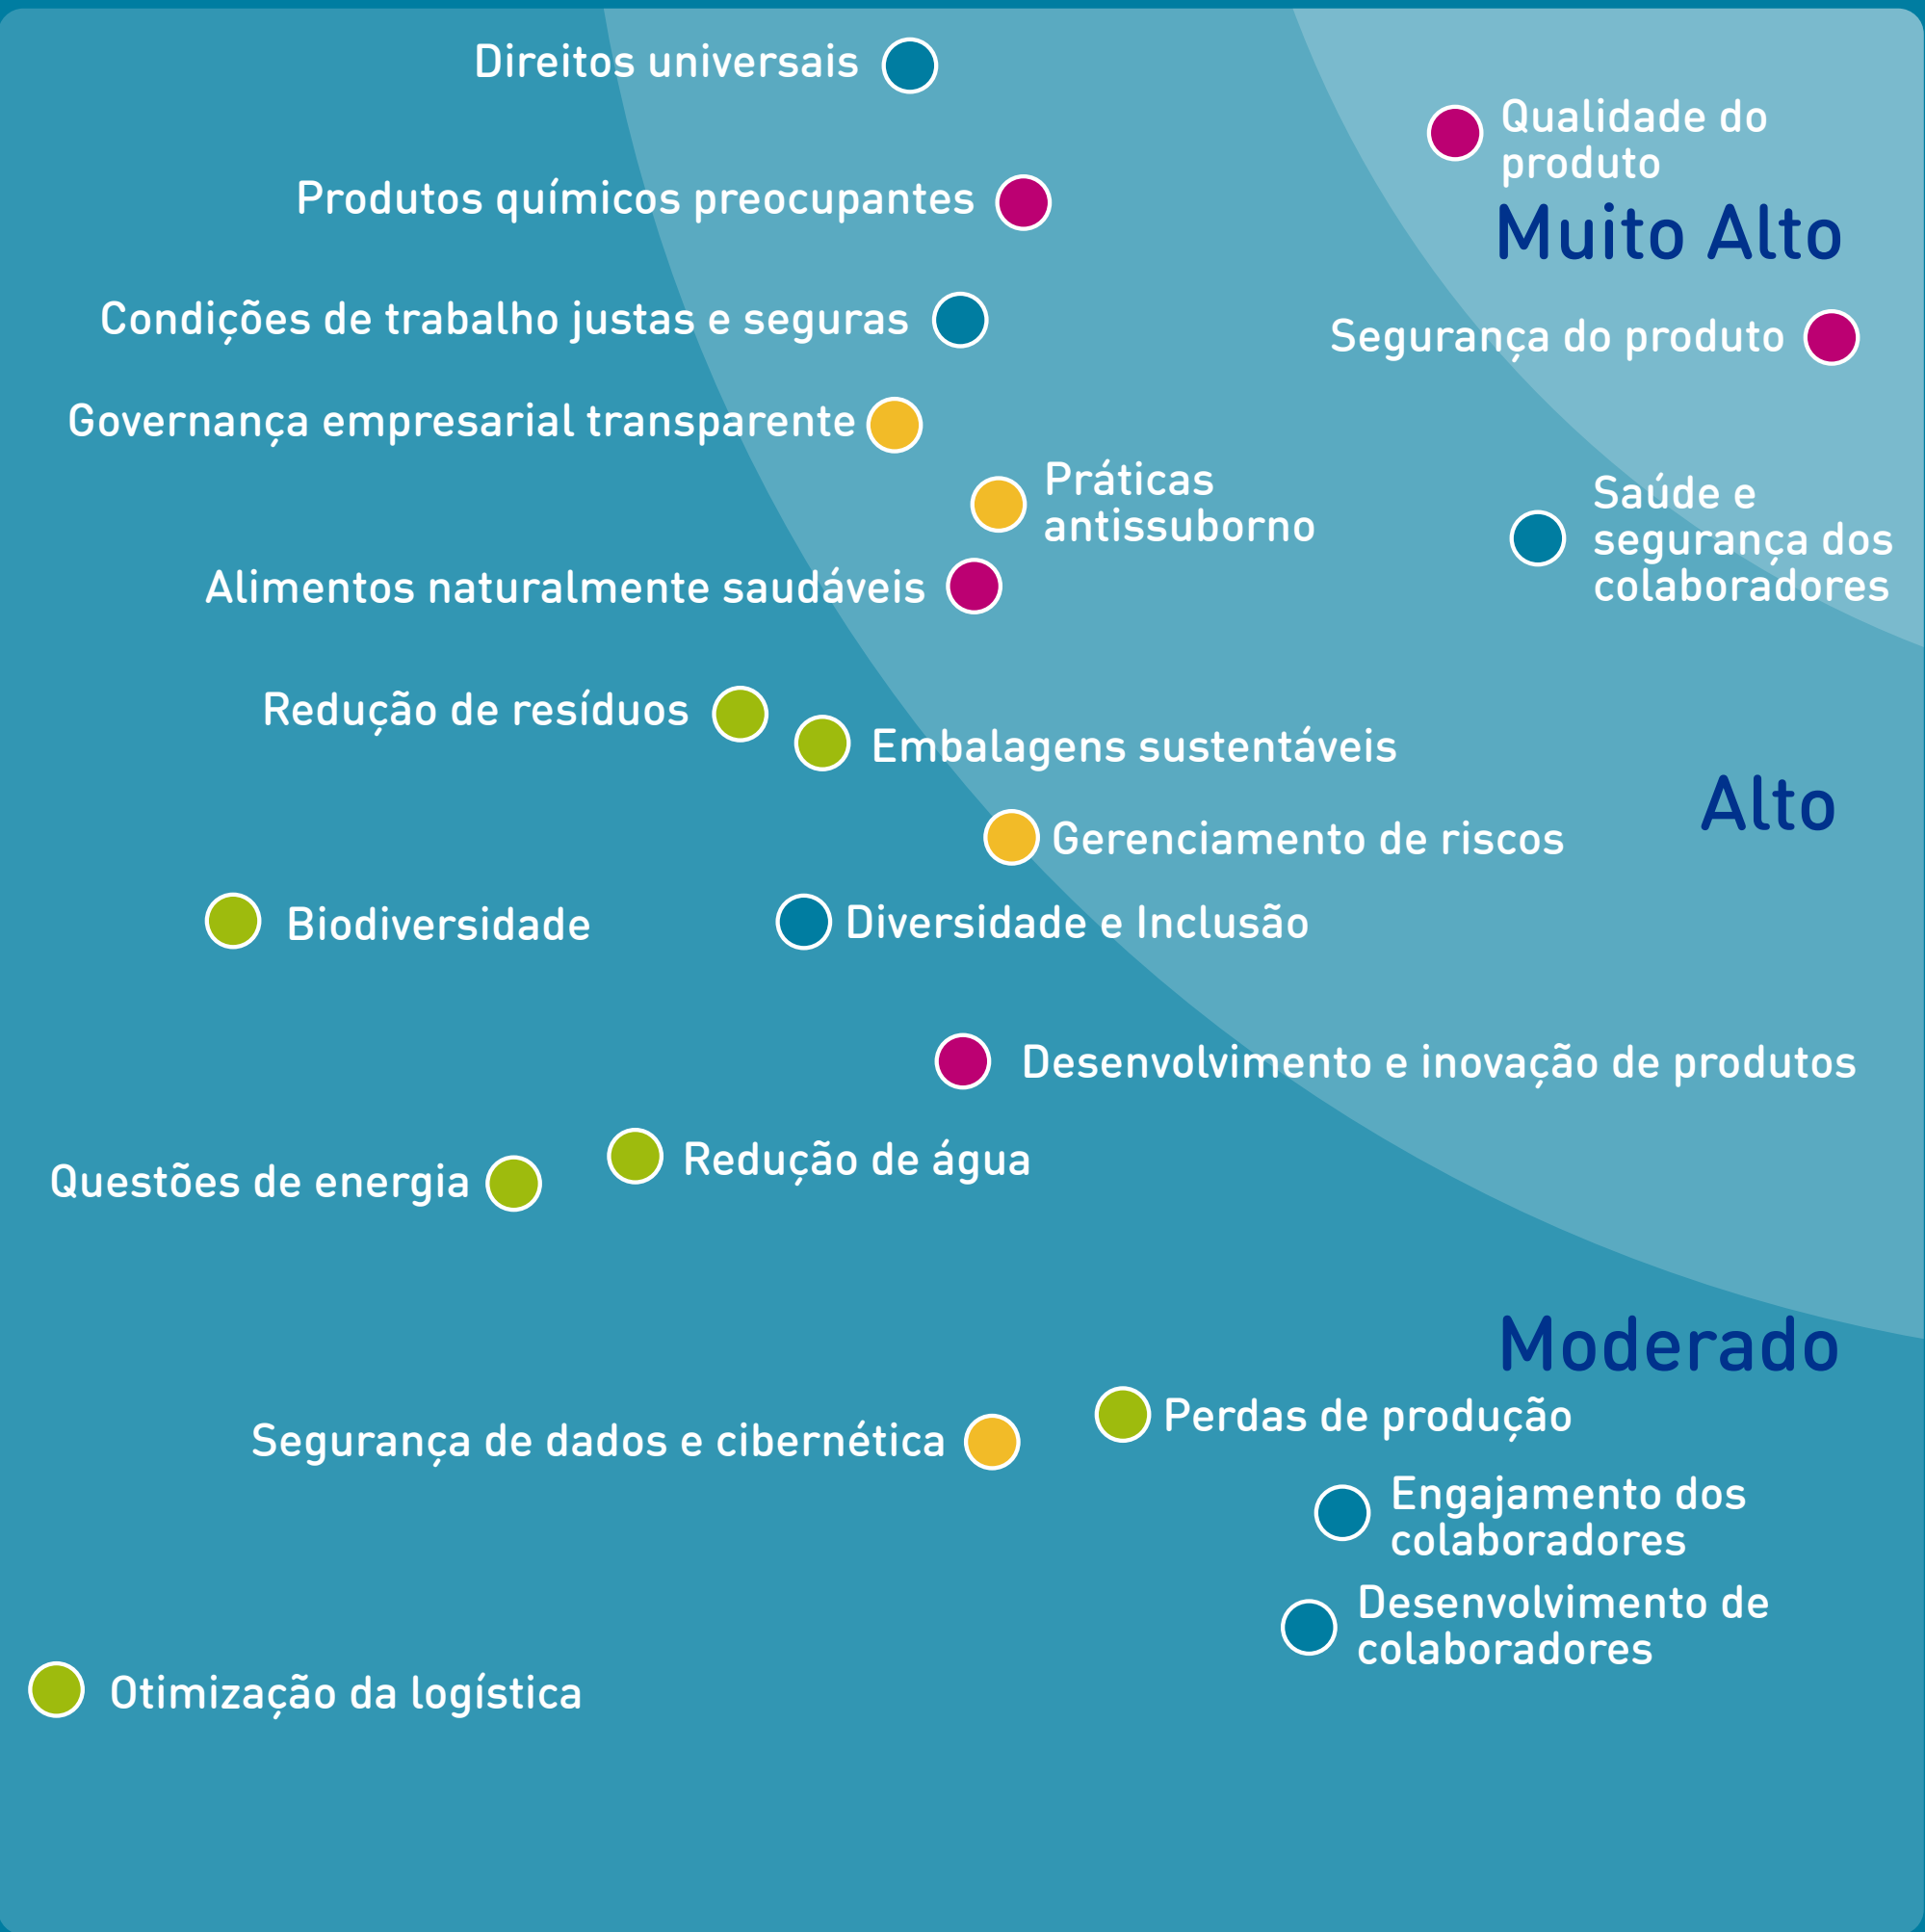 Direitos universais
Qualidade do
produto
Produtos químicos preocupantes
Muito Alto
Condições de trabalho justas e seguras
Segurança do produto
Governança empresarial transparente
Práticas
antissuborno
Saúde e
segurança dos
colaboradores
Alimentos naturalmente saudáveis
Redução de resíduos
Embalagens sustentáveis
Alto
Gerenciamento de riscos
Biodiversidade
Diversidade e Inclusão
Desenvolvimento e inovação de produtos
Redução de água
Questões de energia
Moderado
Perdas de produção
Segurança de dados e cibernética
Engajamento dos
colaboradores
Desenvolvimento de
colaboradores
Otimização da logística